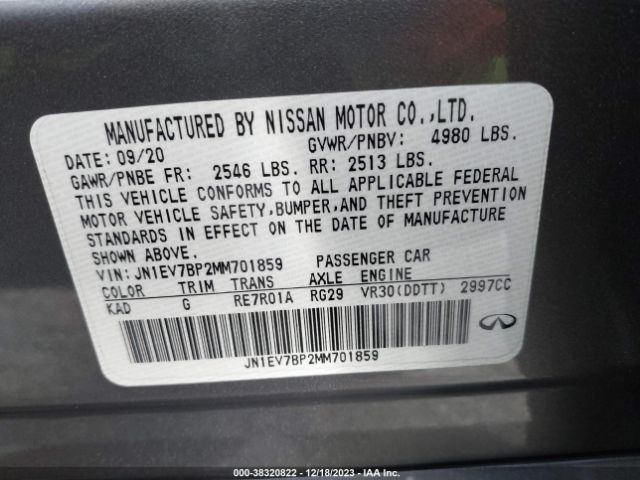 MANUFACTURED BY NISSAN MOTOR CO.,LTD.
DATE: 09/20 GVWR/PNBV: 4980 LBS.
GAWR/PNBE FR: 2546 LBS. RR: 2513 LBS.
THIS VEHICLE CONFORMS TO ALL APPLICABLE FEDERAL
MOTOR VEHICLE SAFETY,BUMPER,AND THEFT PREVENTION
STANDARDS IN EFFECT ON THE DATE OF MANUFACTURE
SHOWN ABOVE.
VIN: JN1EV7BP2MM701859 PASSENGER CAR
COLOR TRIM TRANS AXLE ENGINE
KAD G RE7R01A RG29 VR30(DDTT) 2997CC
JN1EV7BP2MM701859
INFINITI
000-38320822 - 12/18/2023 - IAA Inc.